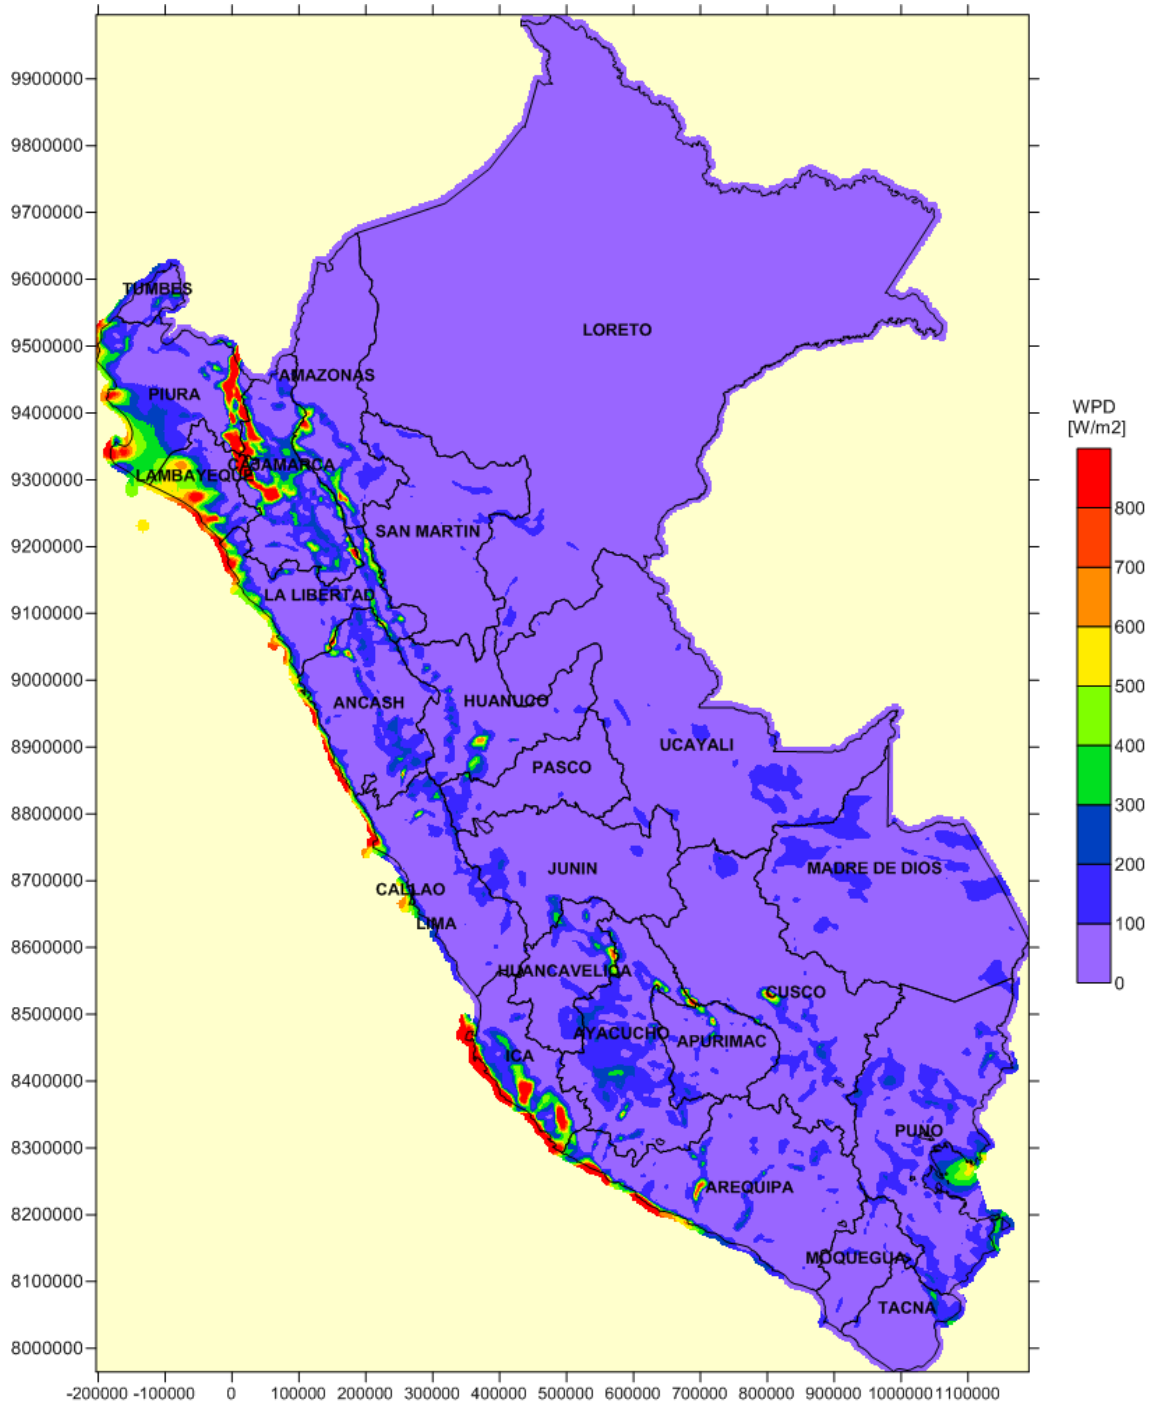 9900000
9800000
9700000
9600000
9500000
9400000
9300000
9200000
9100000
9000000
8900000
8800000
8700000
8600000
8500000
8400000
8300000
8200000
8100000
8000000
-200000 -100000 0 100000 200000 300000 400000 500000 600000 700000 800000 900000 1000000 1100000
TUMBES
LORETO
AMAZONAS
PIURA
CAJAMARCA
LAMBAYEQUE
SAN MARTIN
LA LIBERTAD
ANCASH
HUANUCO
UCAYALI
PASCO
JUNIN
MADRE DE DIOS
CALLAO
LIMA
HUANCAVELICA
CUSCO
AYACUCHO
APURIMAC
ICA
PUNO
AREQUIPA
MOQUEGUA
TACNA
WPD
[W/m2]
800
700
600
500
400
300
200
100
0